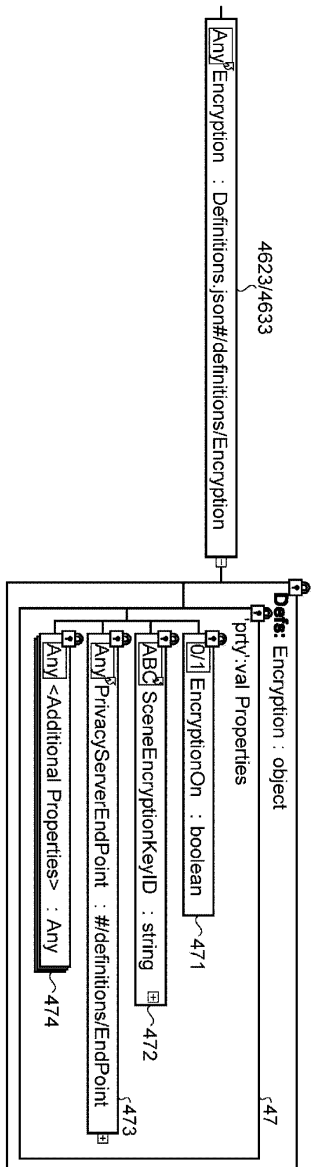 4623/4633
Any Encryption : Definitions.json#/definitions/Encryption
Defs: Encryption : object
'prty':val Properties
47
0/1 EncryptionOn : boolean
471
ABC SceneEncryptionKeyID : string
472
Any PrivacyServerEndPoint : #/definitions/EndPoint
473
Any <Additional Properties> : Any
474